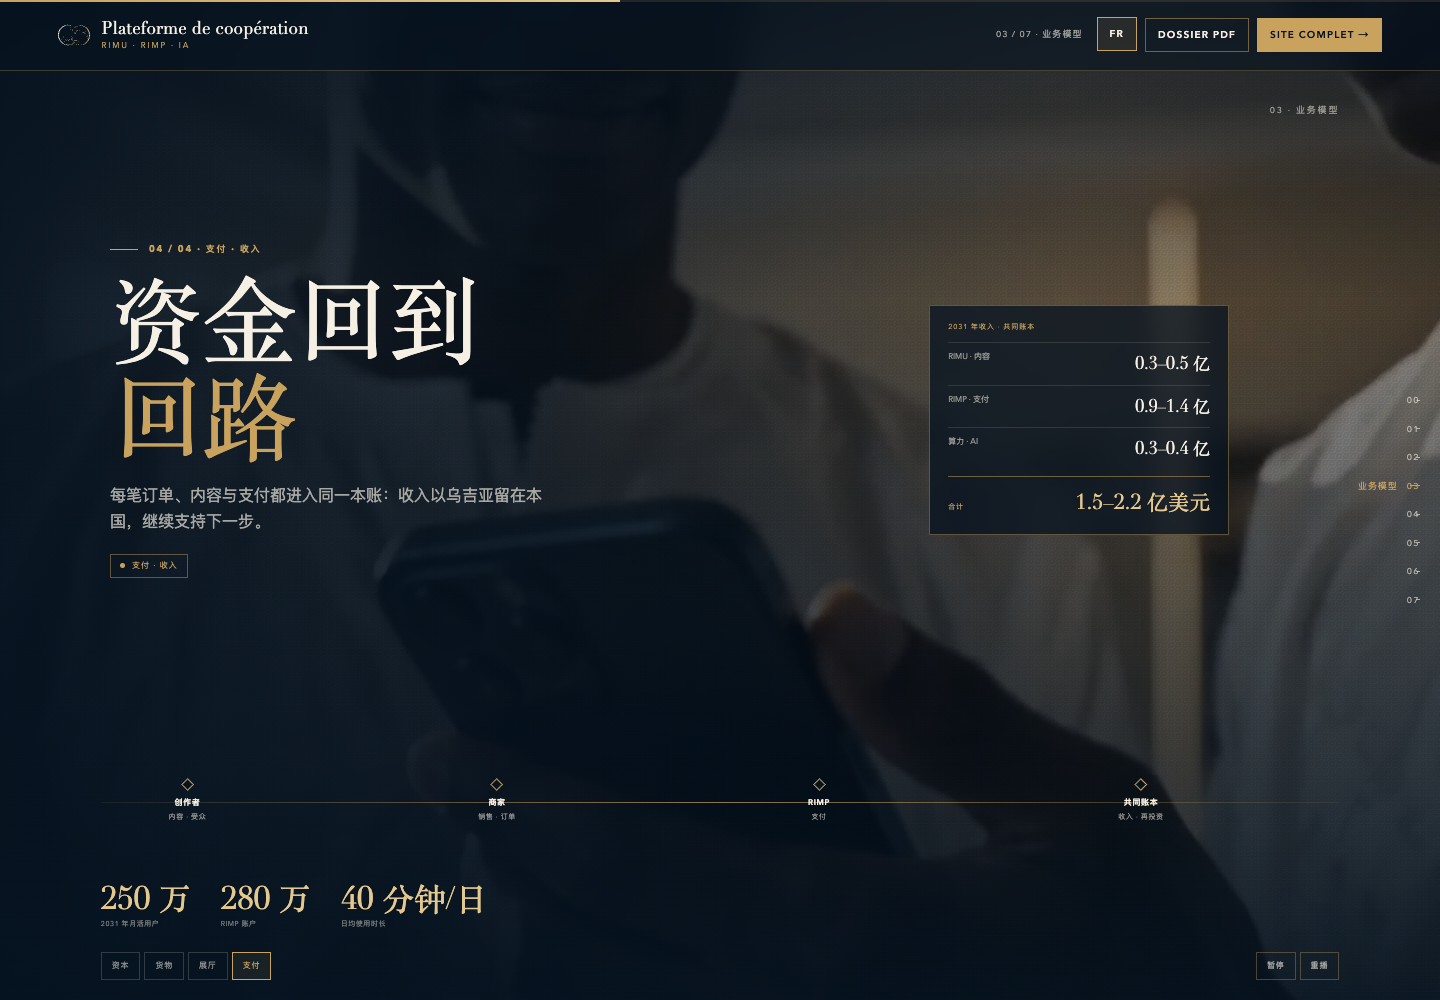 Plateforme de coopération
RIMU · RIMP · IA
03 / 07 · 业务模型
FR
DOSSIER PDF
SITE COMPLET →
03 · 业务模型
04 / 04 · 支付 · 收入
资金回到
回路
每笔订单、内容与支付都进入同一本账：收入以乌吉亚留在本
国，继续支持下一步。
支付 · 收入
2031 年收入 · 共同账本
RIMU · 内容
0.3–0.5 亿
RIMP · 支付
0.9–1.4 亿
算力 · AI
0.3–0.4 亿
合计
1.5–2.2 亿美元
00
01
02
业务模型 03
04
05
06
07
创作者
内容 · 受众
商家
销售 · 订单
RIMP
支付
共同账本
收入 · 再投资
250 万
2031 年月活用户
280 万
RIMP 账户
40 分钟/日
日均使用时长
资本
货物
展厅
支付
暂停
重播